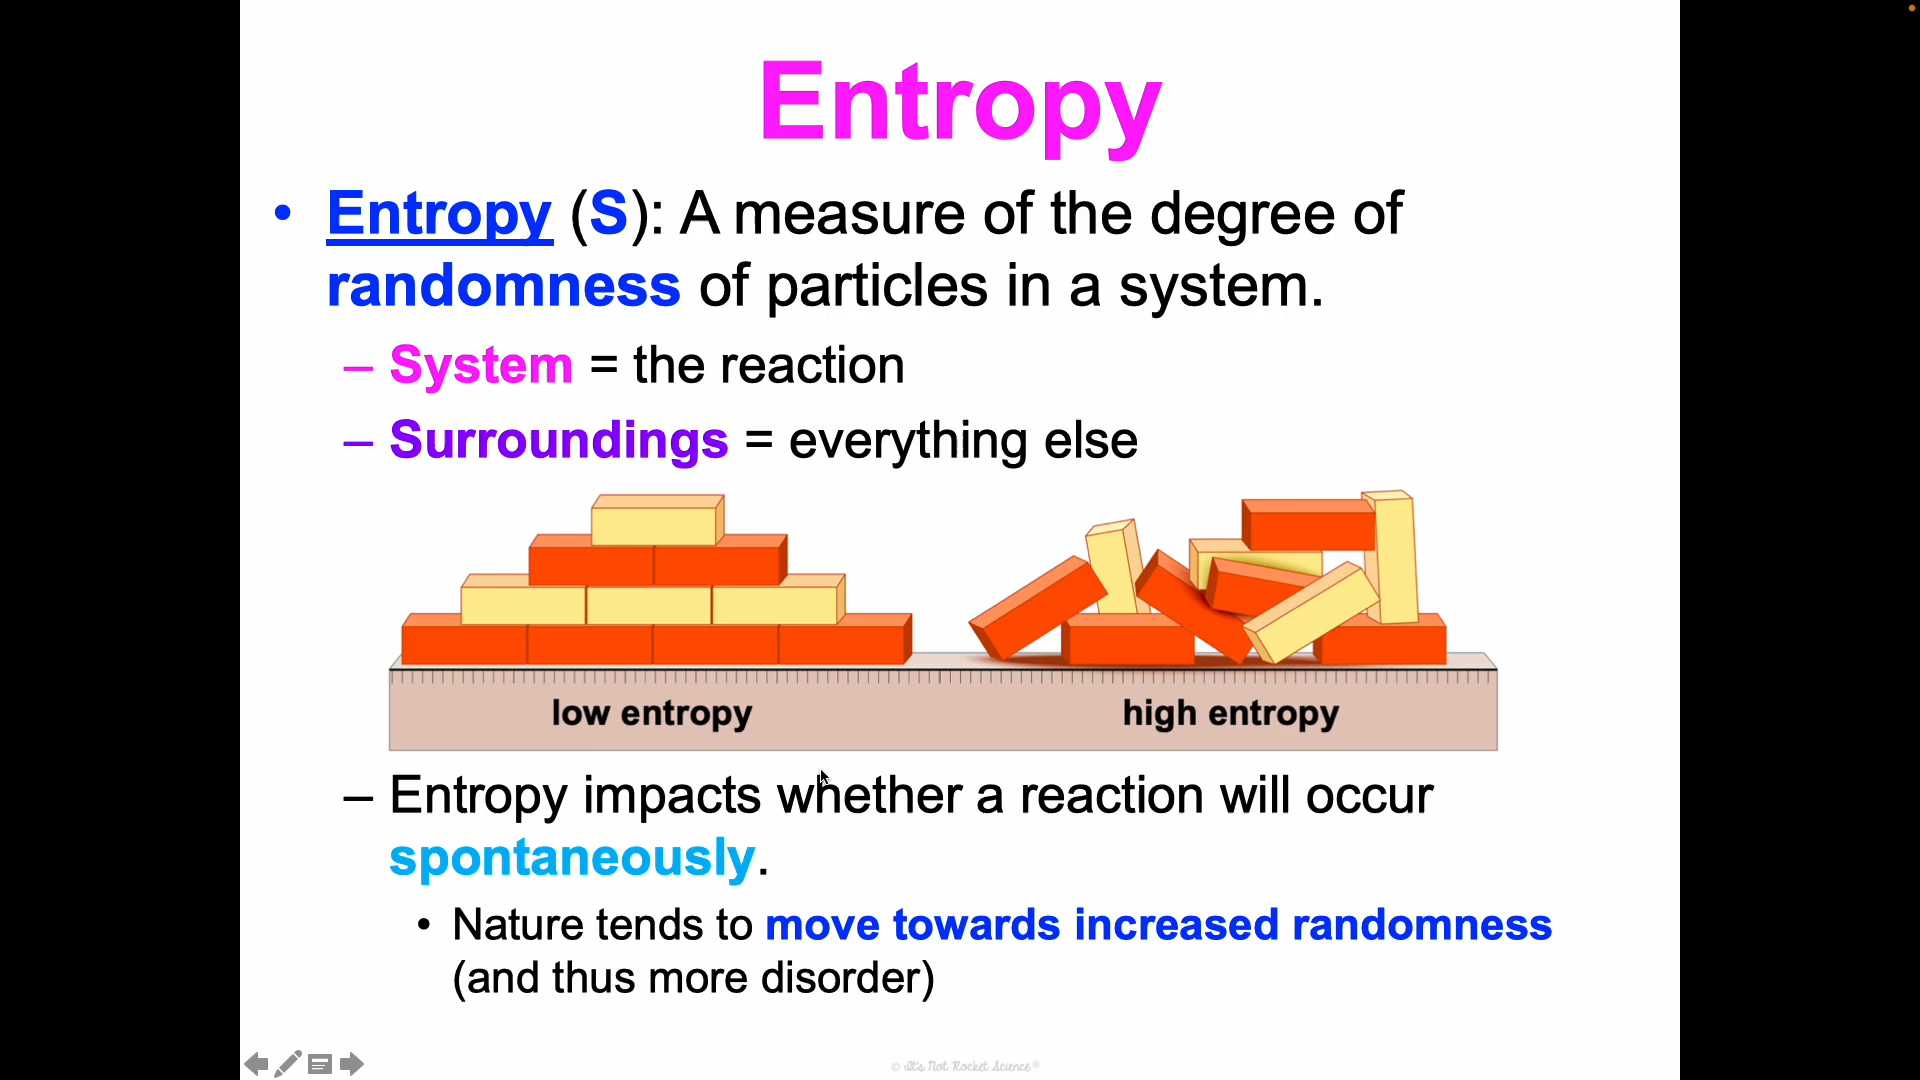 Entropy
• Entropy (S): A measure of the degree of
randomness of particles in a system.
– System = the reaction
– Surroundings = everything else
low entropy
high entropy
– Entropy impacts whether a reaction will occur
spontaneously.
• Nature tends to move towards increased randomness
(and thus more disorder)
© It's Not Rocket Science®